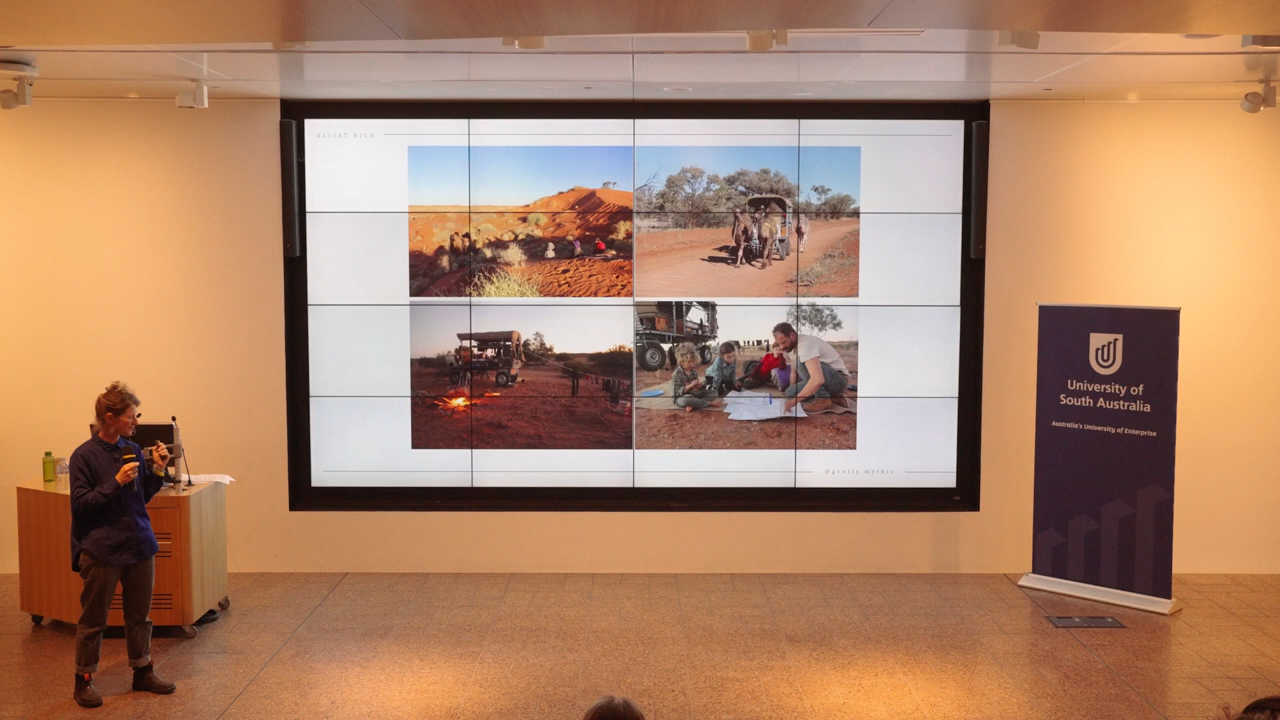 ELLIAT RICH
University of
South Australia
Australia's University of Enterprise
@gently.mythic